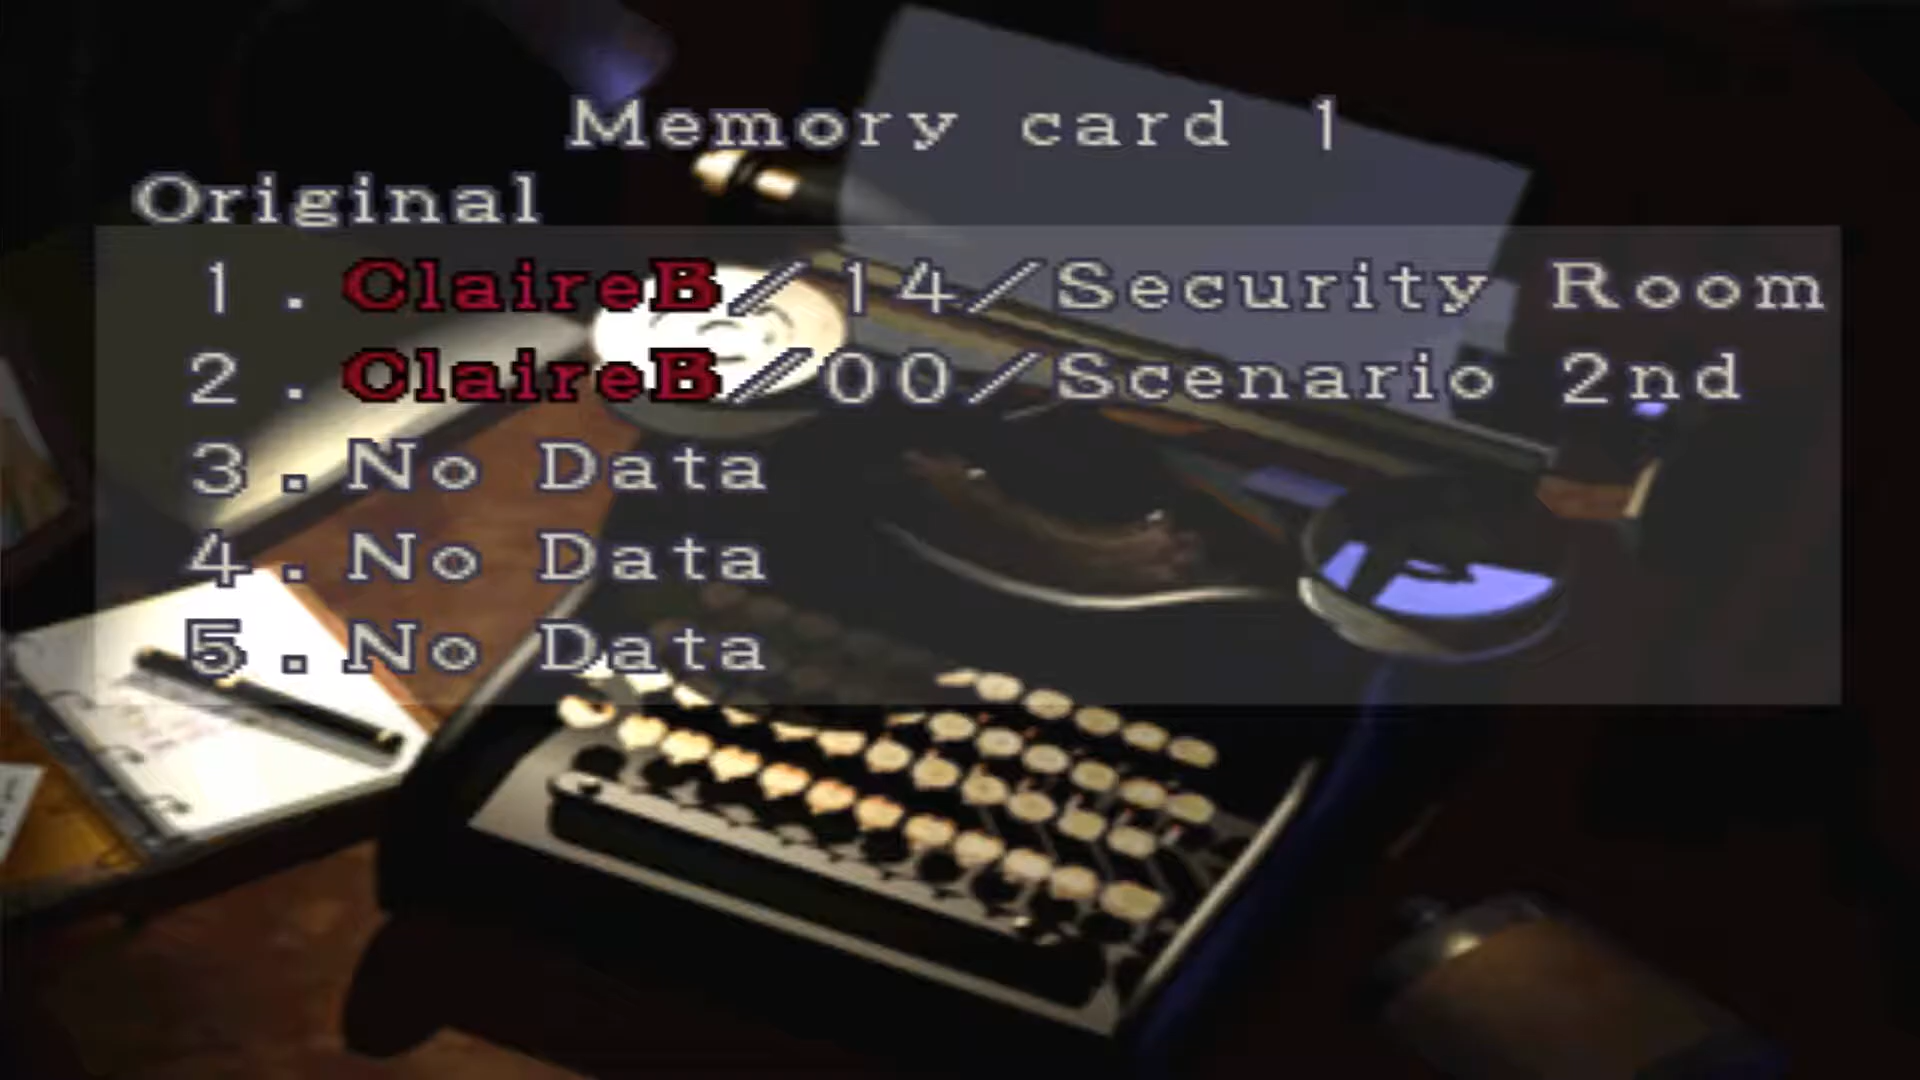 Memory card 1
Original
1. ClaireB/14/Security Room
2. ClaireB/00/Scenario 2nd
3. No Data
4. No Data
5. No Data